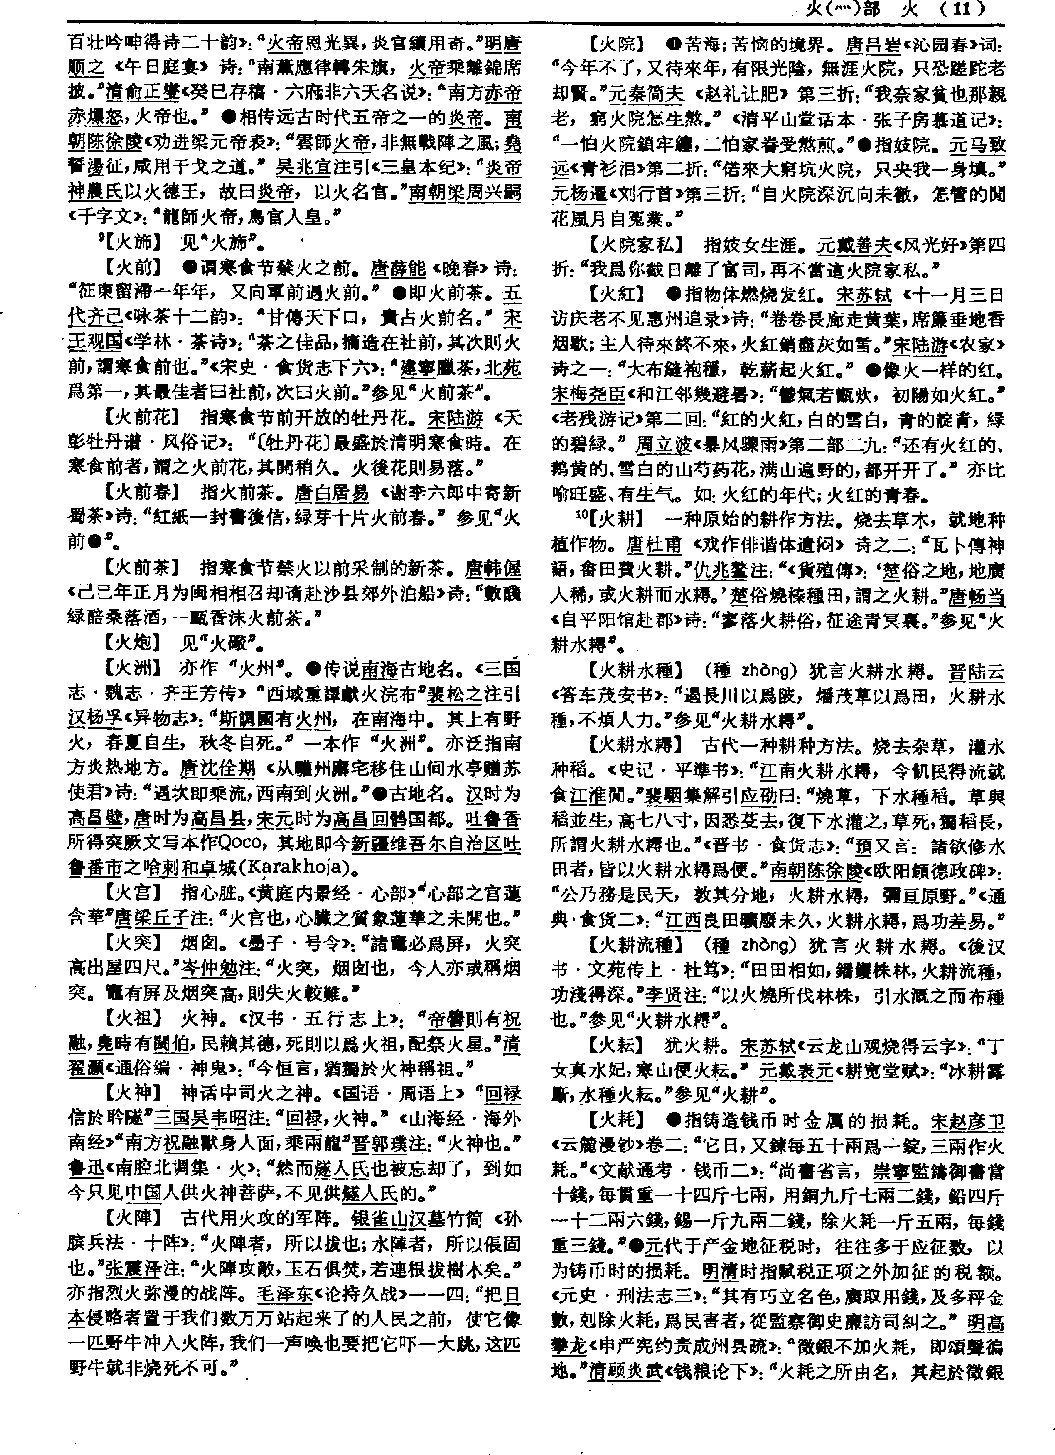 火(灬)部 火 (11)
百壮吟呻得诗二十韵》:“火帝恩光異,炎官續用奇。”明唐
顺之《午日庭宴》诗:“南薰應律轉朱旗,火帝乘離錦席
披。”清俞正燮《癸巳存稿·六府非六天名说》:“南方赤帝
赤熛怒,火帝也。”●相传远古时代五帝之一的炎帝。南
朝陈徐陵《劝进梁元帝表》:“雲師火帝,非無戰陣之風;堯
誓湯征,咸用干戈之道。”吴兆宜注引《三皇本纪》:“炎帝
神農氏以火德王,故曰炎帝,以火名官。”南朝梁周兴嗣
《千字文》:“龍師火帝,鳥官人皇。”
⁹【火斾】 见“火旆”。
【火前】 ●谓寒食节禁火之前。唐薛能《晚春》诗:
“征東留滯一年年,又向軍前過火前。”●即火前茶。五
代齐己《咏茶十二韵》:“甘傳天下口,貴占火前名。”宋
王观国《学林·茶诗》:“茶之佳品,摘造在社前,其次則火
前,謂寒食前也。”《宋史·食货志下六》:“建寧臘茶,北苑
爲第一,其最佳者曰社前,次曰火前。”参见“火前茶”。
【火前花】 指寒食节前开放的牡丹花。宋陆游《天
彭牡丹谱·风俗记》:“〔牡丹花〕最盛於清明寒食時。在
寒食前者,謂之火前花,其開稍久。火後花則易落。”
【火前春】 指火前茶。唐白居易《谢李六郎中寄新
蜀茶》诗:“紅紙一封書後信,緑芽十片火前春。”参见“火
前●”。
【火前茶】 指寒食节禁火以前采制的新茶。唐韩偓
《己巳年正月为闽相相召却请赴沙县郊外泊船》诗:“數醆
緑醅桑落酒,一甌香沫火前茶。”
【火炮】 见“火礮”。
【火洲】 亦作“火州”。●传说南海古地名。《三国
志·魏志·齐王芳传》“西域重譯獻火浣布”裴松之注引
汉杨孚《异物志》:“斯調國有火州,在南海中。其上有野
火,春夏自生,秋冬自死。”一本作“火洲”。亦泛指南
方炎热地方。唐沈佺期《从驩州廨宅移住山间水亭赠苏
使君》诗:“遇坎即乘流,西南到火洲。”●古地名。汉时为
高昌壁,唐时为高昌县,宋元时为高昌回鹘国都。吐鲁番
所得突厥文写本作Qoco,其地即今新疆维吾尔自治区吐
鲁番市之哈剌和卓城(Karakhoja)。
【火宫】 指心脏。《黄庭内景经·心部》“心部之宫蓮
含華”唐梁丘子注:“火宫也,心臟之質象蓮華之未開也。”
【火突】 烟囱。《墨子·号令》:“諸竈必爲屏,火突
高出屋四尺。”岑仲勉注:“火突,烟囱也,今人亦或稱烟
突。竈有屏及烟突高,則失火較難。”
【火祖】 火神。《汉书·五行志上》:“帝嚳則有祝
融,堯時有閼伯,民賴其德,死則以爲火祖,配祭火星。”清
翟灏《通俗编·神鬼》:“今恒言,猶獨於火神稱祖。”
【火神】 神话中司火之神。《国语·周语上》“回禄
信於聆隧”三国吴韦昭注:“回禄,火神。”《山海经·海外
南经》“南方祝融獸身人面,乘兩龍”晋郭璞注:“火神也。”
鲁迅《南腔北调集·火》:“然而燧人氏也被忘却了,到如
今只见中国人供火神菩萨,不见供燧人氏的。”
【火陣】 古代用火攻的军阵。银雀山汉墓竹简《孙
膑兵法·十阵》:“火陣者,所以拔也;水陣者,所以倀固
也。”张震泽注:“火陣攻敵,玉石俱焚,若連根拔樹木矣。”
亦指烈火弥漫的战阵。毛泽东《论持久战》一一四:“把日
本侵略者置于我们数万万站起来了的人民之前,使它像
一匹野牛冲入火阵,我们一声唤也要把它吓一大跳,这匹
野牛就非烧死不可。”
【火院】 ❶苦海;苦恼的境界。唐吕岩《沁园春》词:
“今年不了,又待來年,有限光陰,無涯火院,只恐蹉跎老
却賢。”元秦简夫《赵礼让肥》第三折:“我奈家貧也那親
老,窮火院怎生熬。”《清平山堂话本·张子房慕道记》:
“一怕火院鎖牢纏,二怕家眷受熬煎。”●指妓院。元马致
远《青衫泪》第二折:“偌來大窮坑火院,只央我一身填。”
元杨暹《刘行首》第三折:“自火院深沉向未徹,怎管的閒
花風月自冤業。”
【火院家私】 指妓女生涯。元戴善夫《风光好》第四
折:“我爲你截日離了官司,再不當這火院家私。”
【火紅】 ●指物体燃烧发红。宋苏轼《十一月三日
访庆老不见惠州追录》诗:“卷卷長廊走黄葉,席簾垂地香
烟歇;主人待來終不來,火紅銷盡灰如雪。”宋陆游《农家》
诗之一:“大布縫袍穩,乾薪起火紅。”●像火一样的红。
宋梅尧臣《和江邻幾避暑》:“鬱氣若甑炊,初陽如火紅。”
《老残游记》第二回:“紅的火紅,白的雪白,青的靛青,緑
的碧緑。”周立波《暴风骤雨》第二部二九:“还有火红的、
鹅黄的、雪白的山芍药花,满山遍野的,都开开了。”亦比
喻旺盛、有生气。如:火红的年代;火红的青春。
¹⁰【火耕】 一种原始的耕作方法。烧去草木,就地种
植作物。唐杜甫《戏作俳谐体遣闷》诗之二:“瓦卜傳神
語,畬田費火耕。”仇兆鳌注:“《貨殖傳》:‘楚俗之地,地廣
人稀,或火耕而水耨。’楚俗燒榛種田,謂之火耕。”唐畅当
《自平阳馆赴郡》诗:“寥落火耕俗,征途青冥裏。”参见“火
耕水耨”。
【火耕水種】 (種 zhòng) 犹言火耕水耨。晋陆云
《答车茂安书》:“遏長川以爲陂,燔茂草以爲田,火耕水
種,不煩人力。”参见“火耕水耨”。
【火耕水耨】 古代一种耕种方法。烧去杂草,灌水
种稻。《史记·平準书》:“江南火耕水耨,令飢民得流就
食江淮閒。”裴駰集解引应劭曰:“燒草,下水種稻。草與
稻並生,高七八寸,因悉芟去,復下水灌之,草死,獨稻長,
所謂火耕水耨也。”《晋书·食货志》:“預又言:諸欲修水
田者,皆以火耕水耨爲便。”南朝陈徐陵《欧阳頠德政碑》:
“公乃務是民天,敦其分地,火耕水耨,彌亘原野。”《通
典·食货二》:“江西良田曠廢未久,火耕水耨,爲功差易。”
【火耕流種】 (種 zhòng) 犹言火耕水耨。《後汉
书·文苑传上·杜笃》:“田田相如,鐇钁株林,火耕流種,
功淺得深。”李贤注:“以火燒所伐林株,引水溉之而布種
也。”参见“火耕水耨”。
【火耘】 犹火耕。宋苏轼《云龙山观烧得云字》:“丁
女真水妃,寒山便火耘。”元戴表元《耕宽堂赋》:“冰耕露
斸,水種火耘。”参见“火耕”。
【火耗】 ●指铸造钱币时金属的损耗。宋赵彦卫
《云麓漫钞》卷二:“它日,又鍊每五十兩爲一錠,三兩作火
耗。”《文献通考·钱币二》:“尚書省言,崇寧監鑄御書當
十錢,每貫重一十四斤七兩,用銅九斤七兩二錢,鉛四斤
一十二兩六錢,錫一斤九兩二錢,除火耗一斤五兩,每錢
重三錢。”●元代于产金地征税时,往往多于应征数,以
为铸币时的损耗。明清时指赋税正项之外加征的税额。
《元史·刑法志三》:“其有巧立名色,廣取用錢,及多秤金
數,剋除火耗,爲民害者,從監察御史廉訪司糾之。”明高
攀龙《申严宪约责成州县疏》:“徵銀不加火耗,即頌聲徧
地。”清顾炎武《钱粮论下》:“火耗之所由名,其起於徵銀